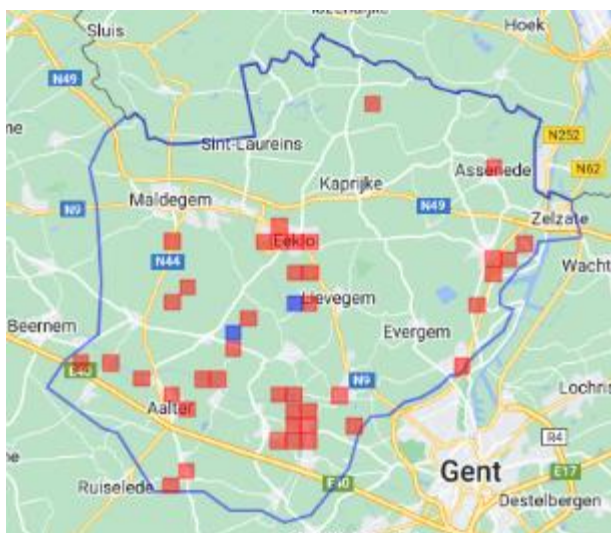 Sluis
Hoek
N49
N252
Sint-Laureins
Assenede
N62
Kaprijke
Maldegem
N9
N49
Zelzate
Eeklo
N44
Wacht
Lievegem
Beernem
Evergem
E40
N9
Lochris
Aalter
R4
Gent
E17
Ruiselede
E40
Destelbergen